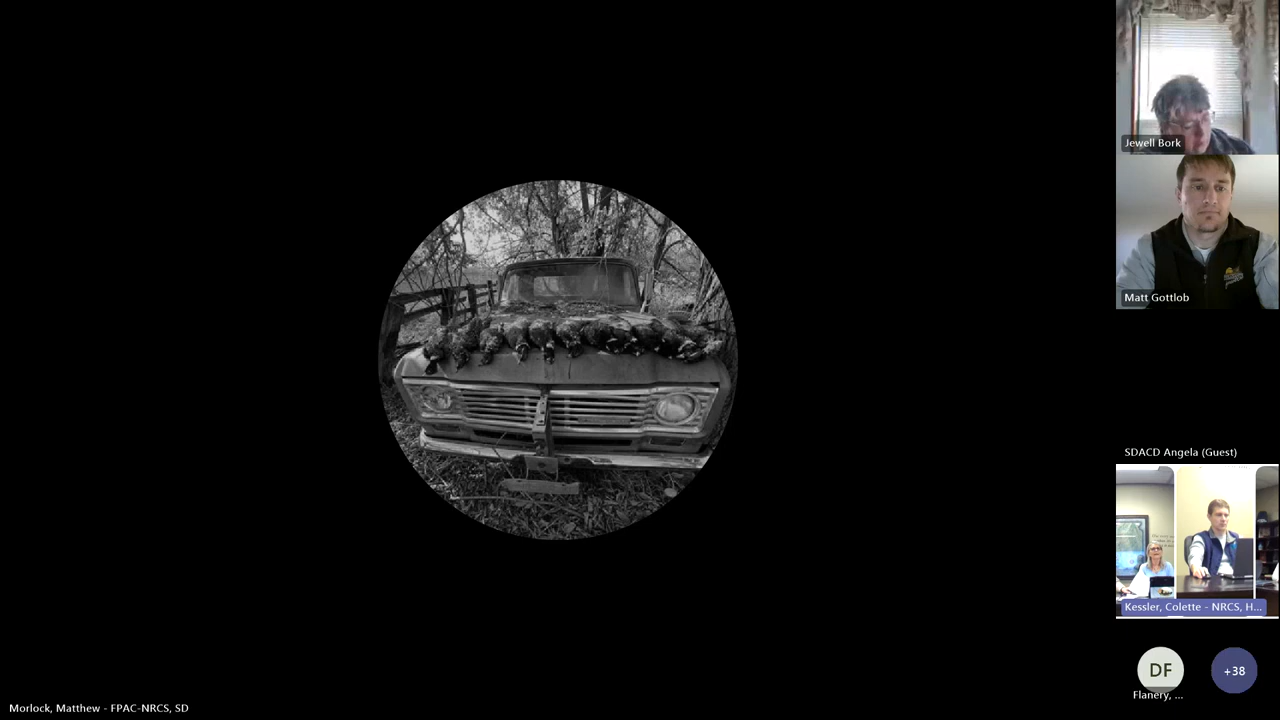 Jewell Bork
Matt Gottlob
SDACD Angela (Guest)
Kessler, Colette - NRCS, H...
DF
+38
Flanery, ...
Morlock, Matthew - FPAC-NRCS, SD